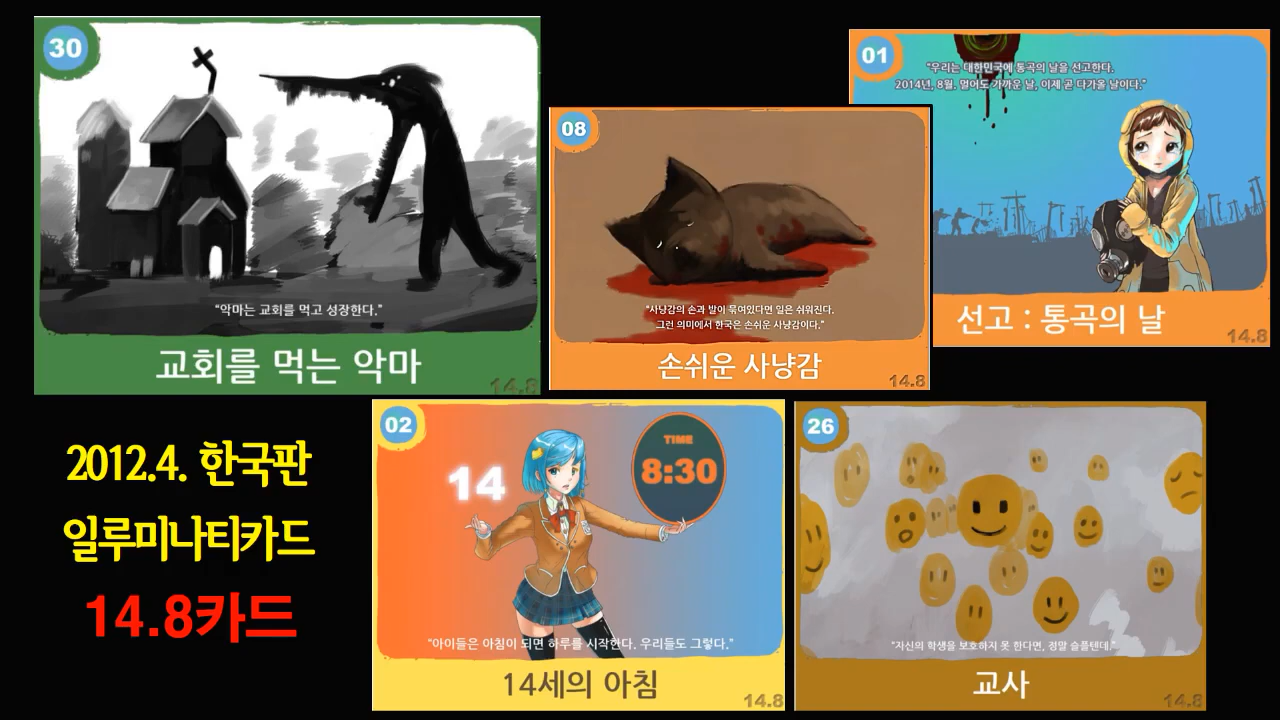 30
"악마는 교회를 먹고 성장한다."
교회를 먹는 악마
14.8
08
"사냥감의 손과 발이 묶여있다면 일은 쉬워진다.
그런 의미에서 한국은 손쉬운 사냥감이다."
손쉬운 사냥감
14.8
01
"우리는 대한민국에 통곡의 날을 선고한다.
2014년, 8월. 멀어도 가까운 날, 이제 곧 다가올 날이다."
선고 : 통곡의 날
14.8
2012.4. 한국판
일루미나티카드
14.8카드
02
14
TIME
8:30
"아이들은 아침이 되면 하루를 시작한다. 우리들도 그렇다."
14세의 아침
14.8
26
"자신의 학생을 보호하지 못 한다면, 정말 슬플텐데."
교사
14.8